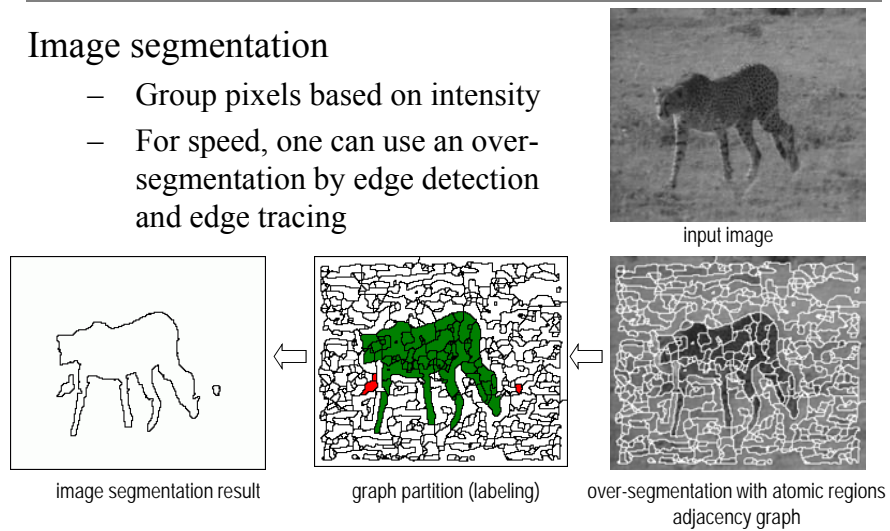 Image segmentation
– Group pixels based on intensity
– For speed, one can use an over-
segmentation by edge detection
and edge tracing
input image
image segmentation result
graph partition (labeling)
over-segmentation with atomic regions
adjacency graph